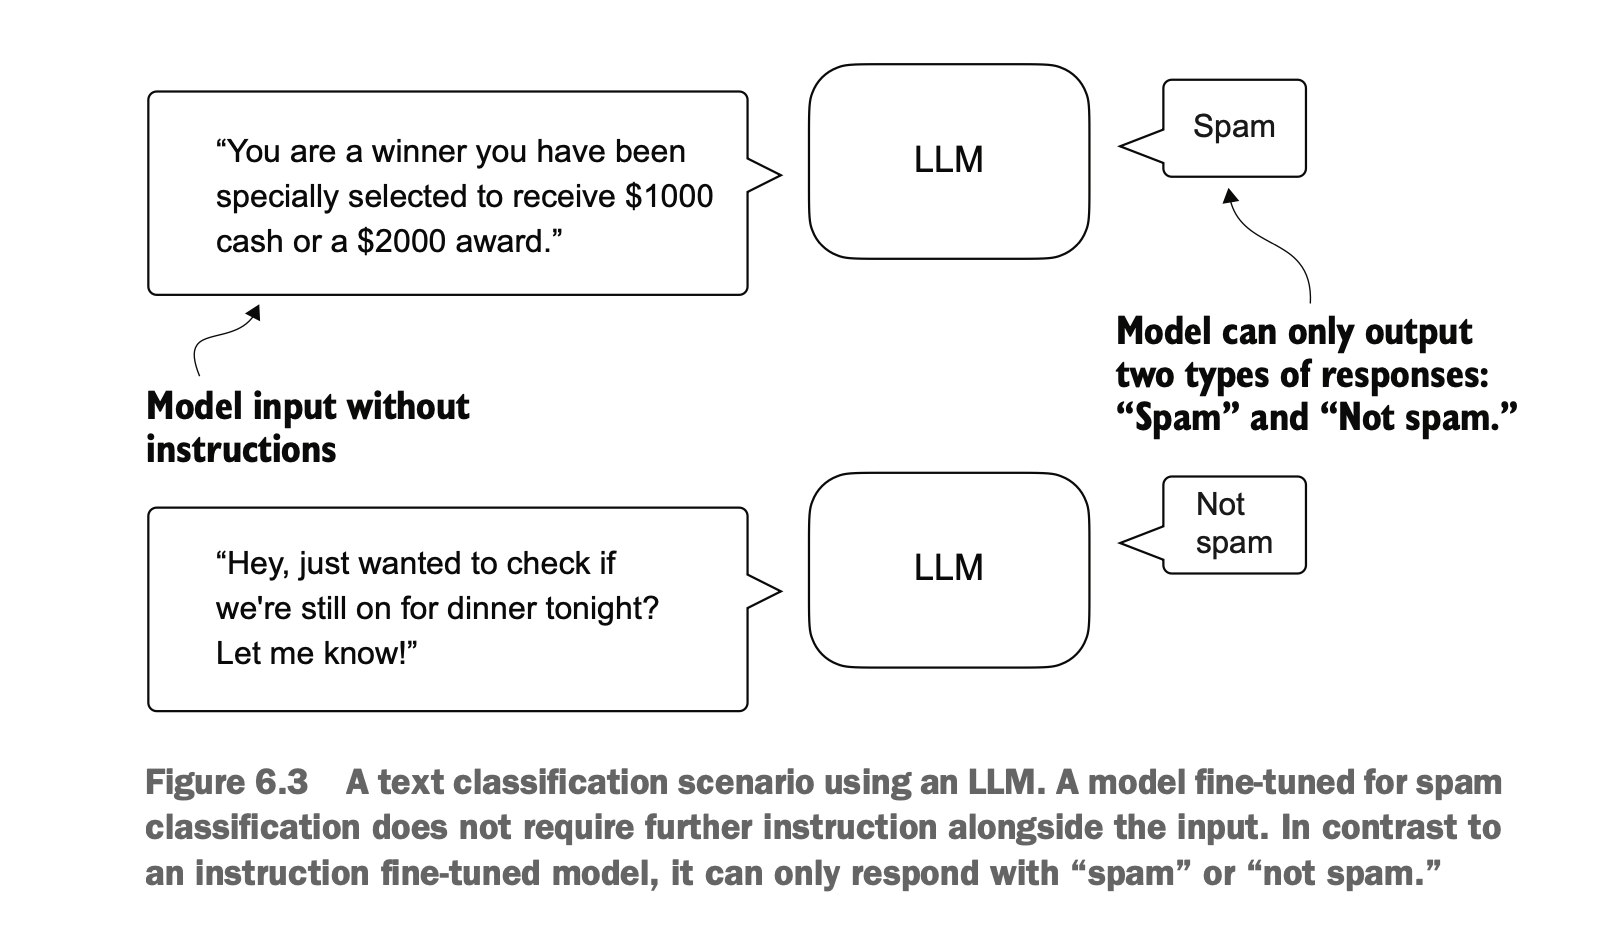 “You are a winner you have been
specially selected to receive $1000
cash or a $2000 award.”
LLM
Spam
Model input without
instructions
Model can only output
two types of responses:
“Spam” and “Not spam.”
“Hey, just wanted to check if
we're still on for dinner tonight?
Let me know!”
LLM
Not
spam
Figure 6.3 A text classification scenario using an LLM. A model fine-tuned for spam
classification does not require further instruction alongside the input. In contrast to
an instruction fine-tuned model, it can only respond with “spam” or “not spam.”